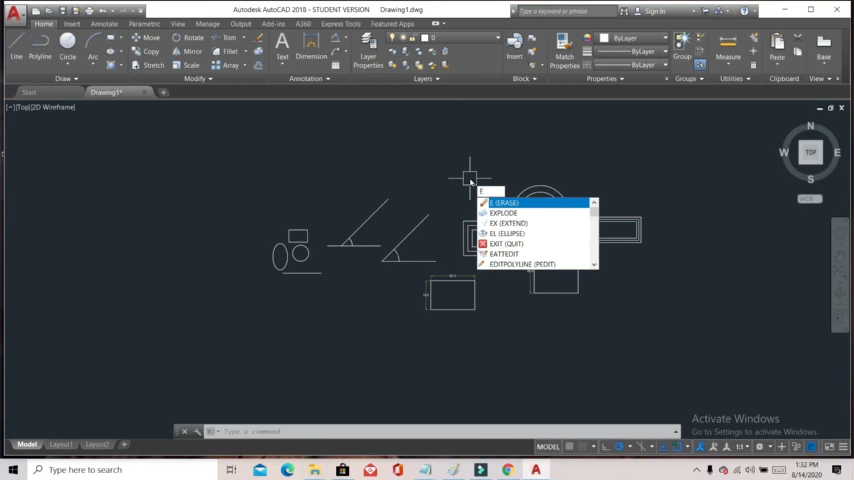 Autodesk AutoCAD 2018 - STUDENT VERSION Drawing1.dwg
Type a keyword or phrase
Sign In
Home Insert Annotate Parametric View Manage Output Add-ins A360 Express Tools Featured Apps
Line Polyline Circle Arc
Move Rotate Trim
Copy Mirror Fillet
Stretch Scale Array
Text Dimension
Layer Properties
0
Insert
Match Properties
ByLayer
ByLayer
ByLayer
Group
Measure
Paste
Base
Draw Modify Annotation Layers Block Properties Groups Utilities Clipboard View
Start Drawing1*
[−][Top][2D Wireframe]
N
W TOP E
S
WCS
E
E (ERASE)
EXPLODE
EX (EXTEND)
EL (ELLIPSE)
EXIT (QUIT)
EATTEDIT
EDITPOLYLINE (PEDIT)
Activate Windows
Go to Settings to activate Windows.
Type a command
Model Layout1 Layout2
MODEL 1:1
Type here to search
1:32 PM
8/14/2020